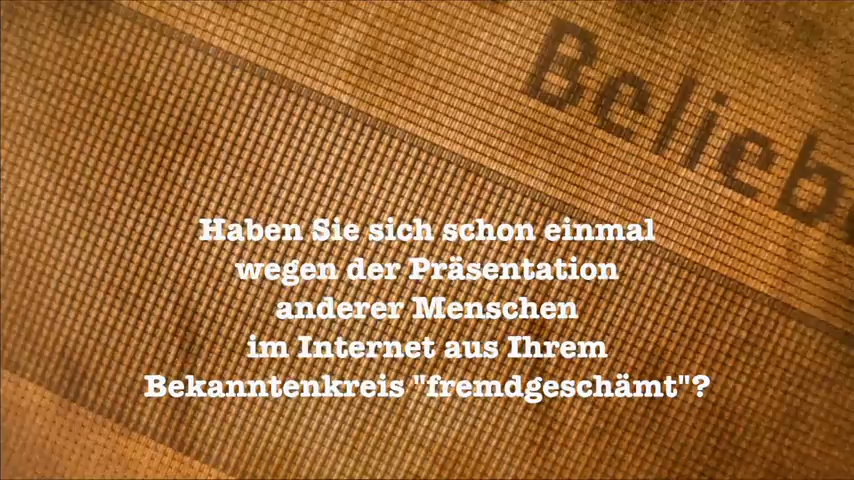 Belieb
Haben Sie sich schon einmal
wegen der Präsentation
anderer Menschen
im Internet aus Ihrem
Bekanntenkreis "fremdgeschämt"?